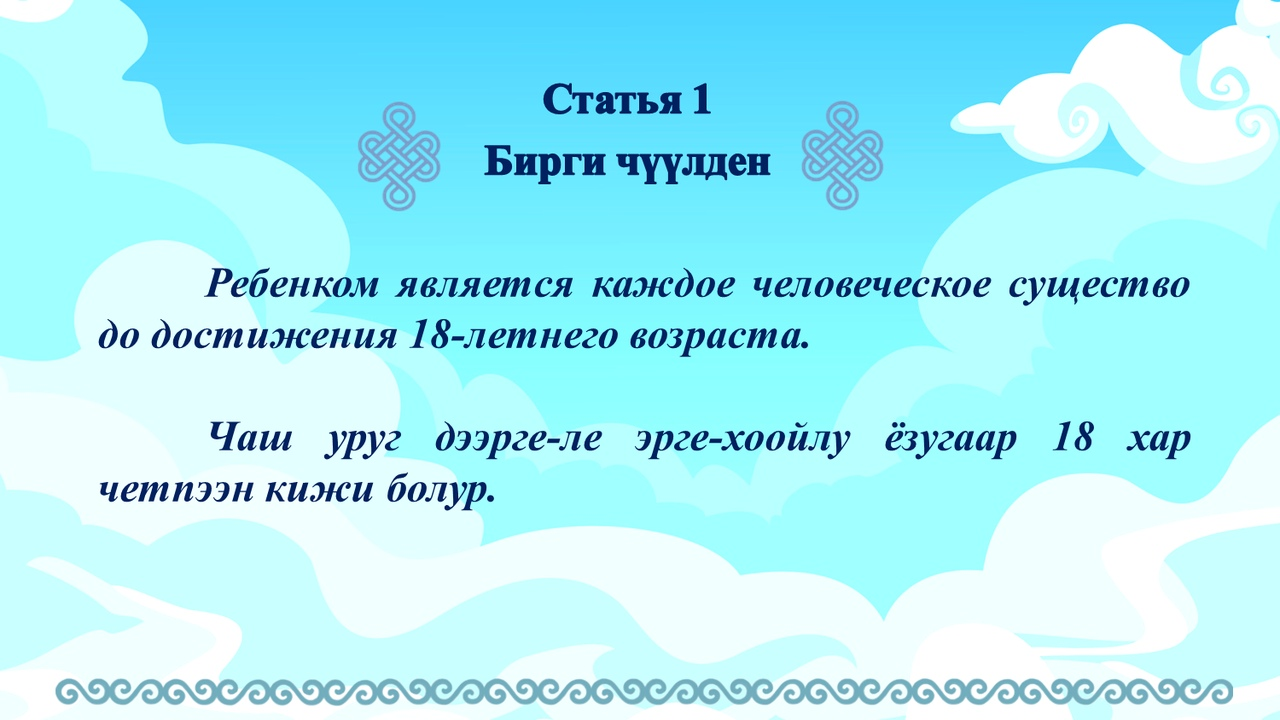 Статья 1
Бирги чүүлден
Ребенком является каждое человеческое существо
до достижения 18-летнего возраста.
Чаш уруг дээрге-ле эрге-хоойлу ёзугаар 18 хар
четпээн кижи болур.